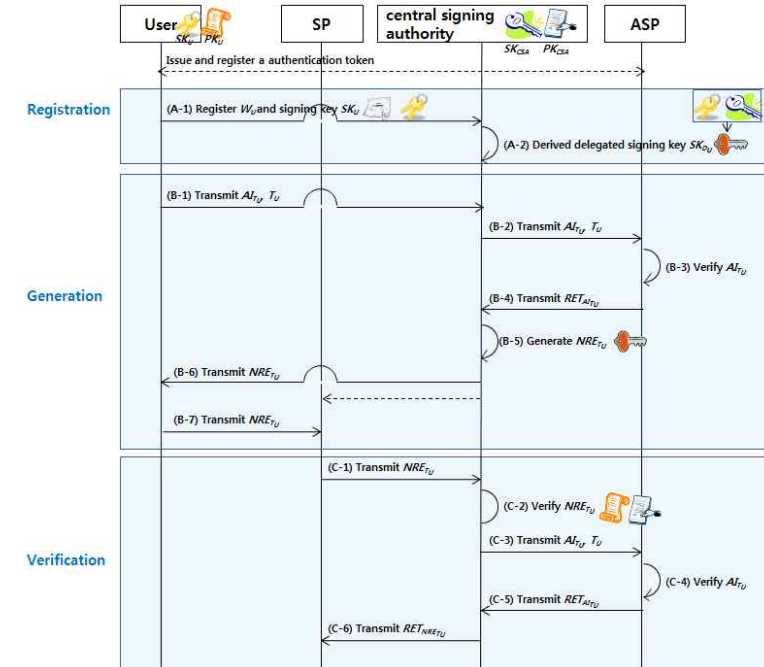 User SP central signing authority ASP
SK_U PK_U SK_CSA PK_CSA
Issue and register a authentication token
Registration
(A-1) Register W_U and signing key SK_U
(A-2) Derived delegated signing key SK_DU
Generation
(B-1) Transmit AI_TU, T_U
(B-2) Transmit AI_TU, T_U
(B-3) Verify AI_TU
(B-4) Transmit RET_AITU
(B-5) Generate NRE_TU
(B-6) Transmit NRE_TU
(B-7) Transmit NRE_TU
Verification
(C-1) Transmit NRE_TU
(C-2) Verify NRE_TU
(C-3) Transmit AI_TU, T_U
(C-4) Verify AI_TU
(C-5) Transmit RET_AITU
(C-6) Transmit RET_NRETU